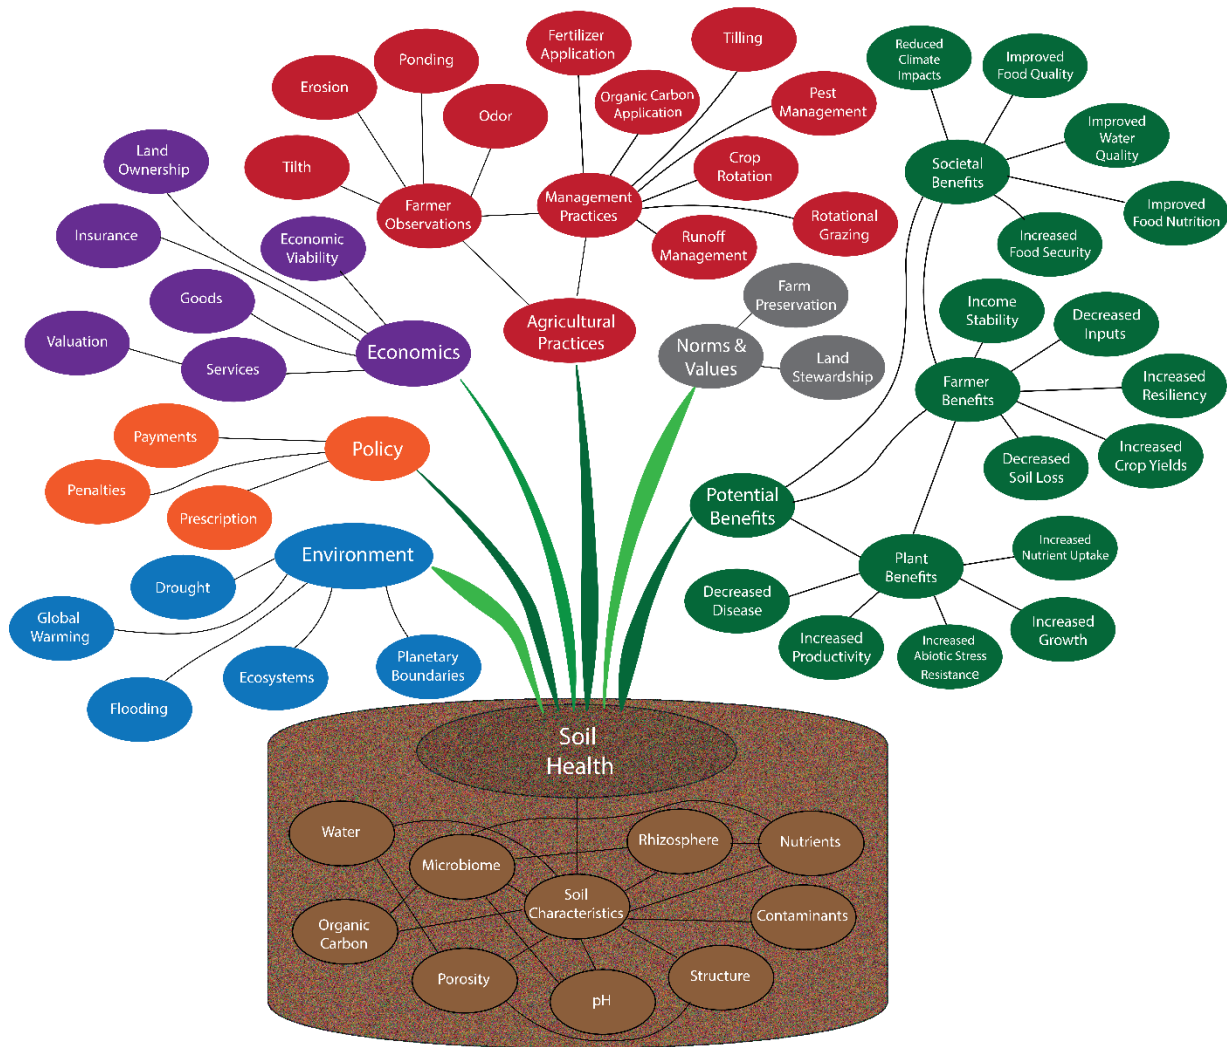 Fertilizer
Application
Tilling
Ponding
Reduced
Climate
Impacts
Improved
Food Quality
Erosion
Odor
Organic Carbon
Application
Pest
Management
Land
Ownership
Tilth
Farmer
Observations
Management
Practices
Crop
Rotation
Societal
Benefits
Improved
Water
Quality
Improved
Food Nutrition
Insurance
Economic
Viability
Runoff
Management
Rotational
Grazing
Increased
Food Security
Goods
Agricultural
Practices
Farm
Preservation
Income
Stability
Decreased
Inputs
Valuation
Services
Economics
Norms &
Values
Land
Stewardship
Farmer
Benefits
Increased
Resiliency
Payments
Policy
Decreased
Soil Loss
Increased
Crop Yields
Penalties
Prescription
Potential
Benefits
Environment
Drought
Plant
Benefits
Increased
Nutrient Uptake
Global
Warming
Decreased
Disease
Increased
Growth
Ecosystems
Planetary
Boundaries
Increased
Productivity
Increased
Abiotic Stress
Resistance
Flooding
Soil
Health
Water
Rhizosphere
Nutrients
Microbiome
Soil
Characteristics
Contaminants
Organic
Carbon
Porosity
pH
Structure